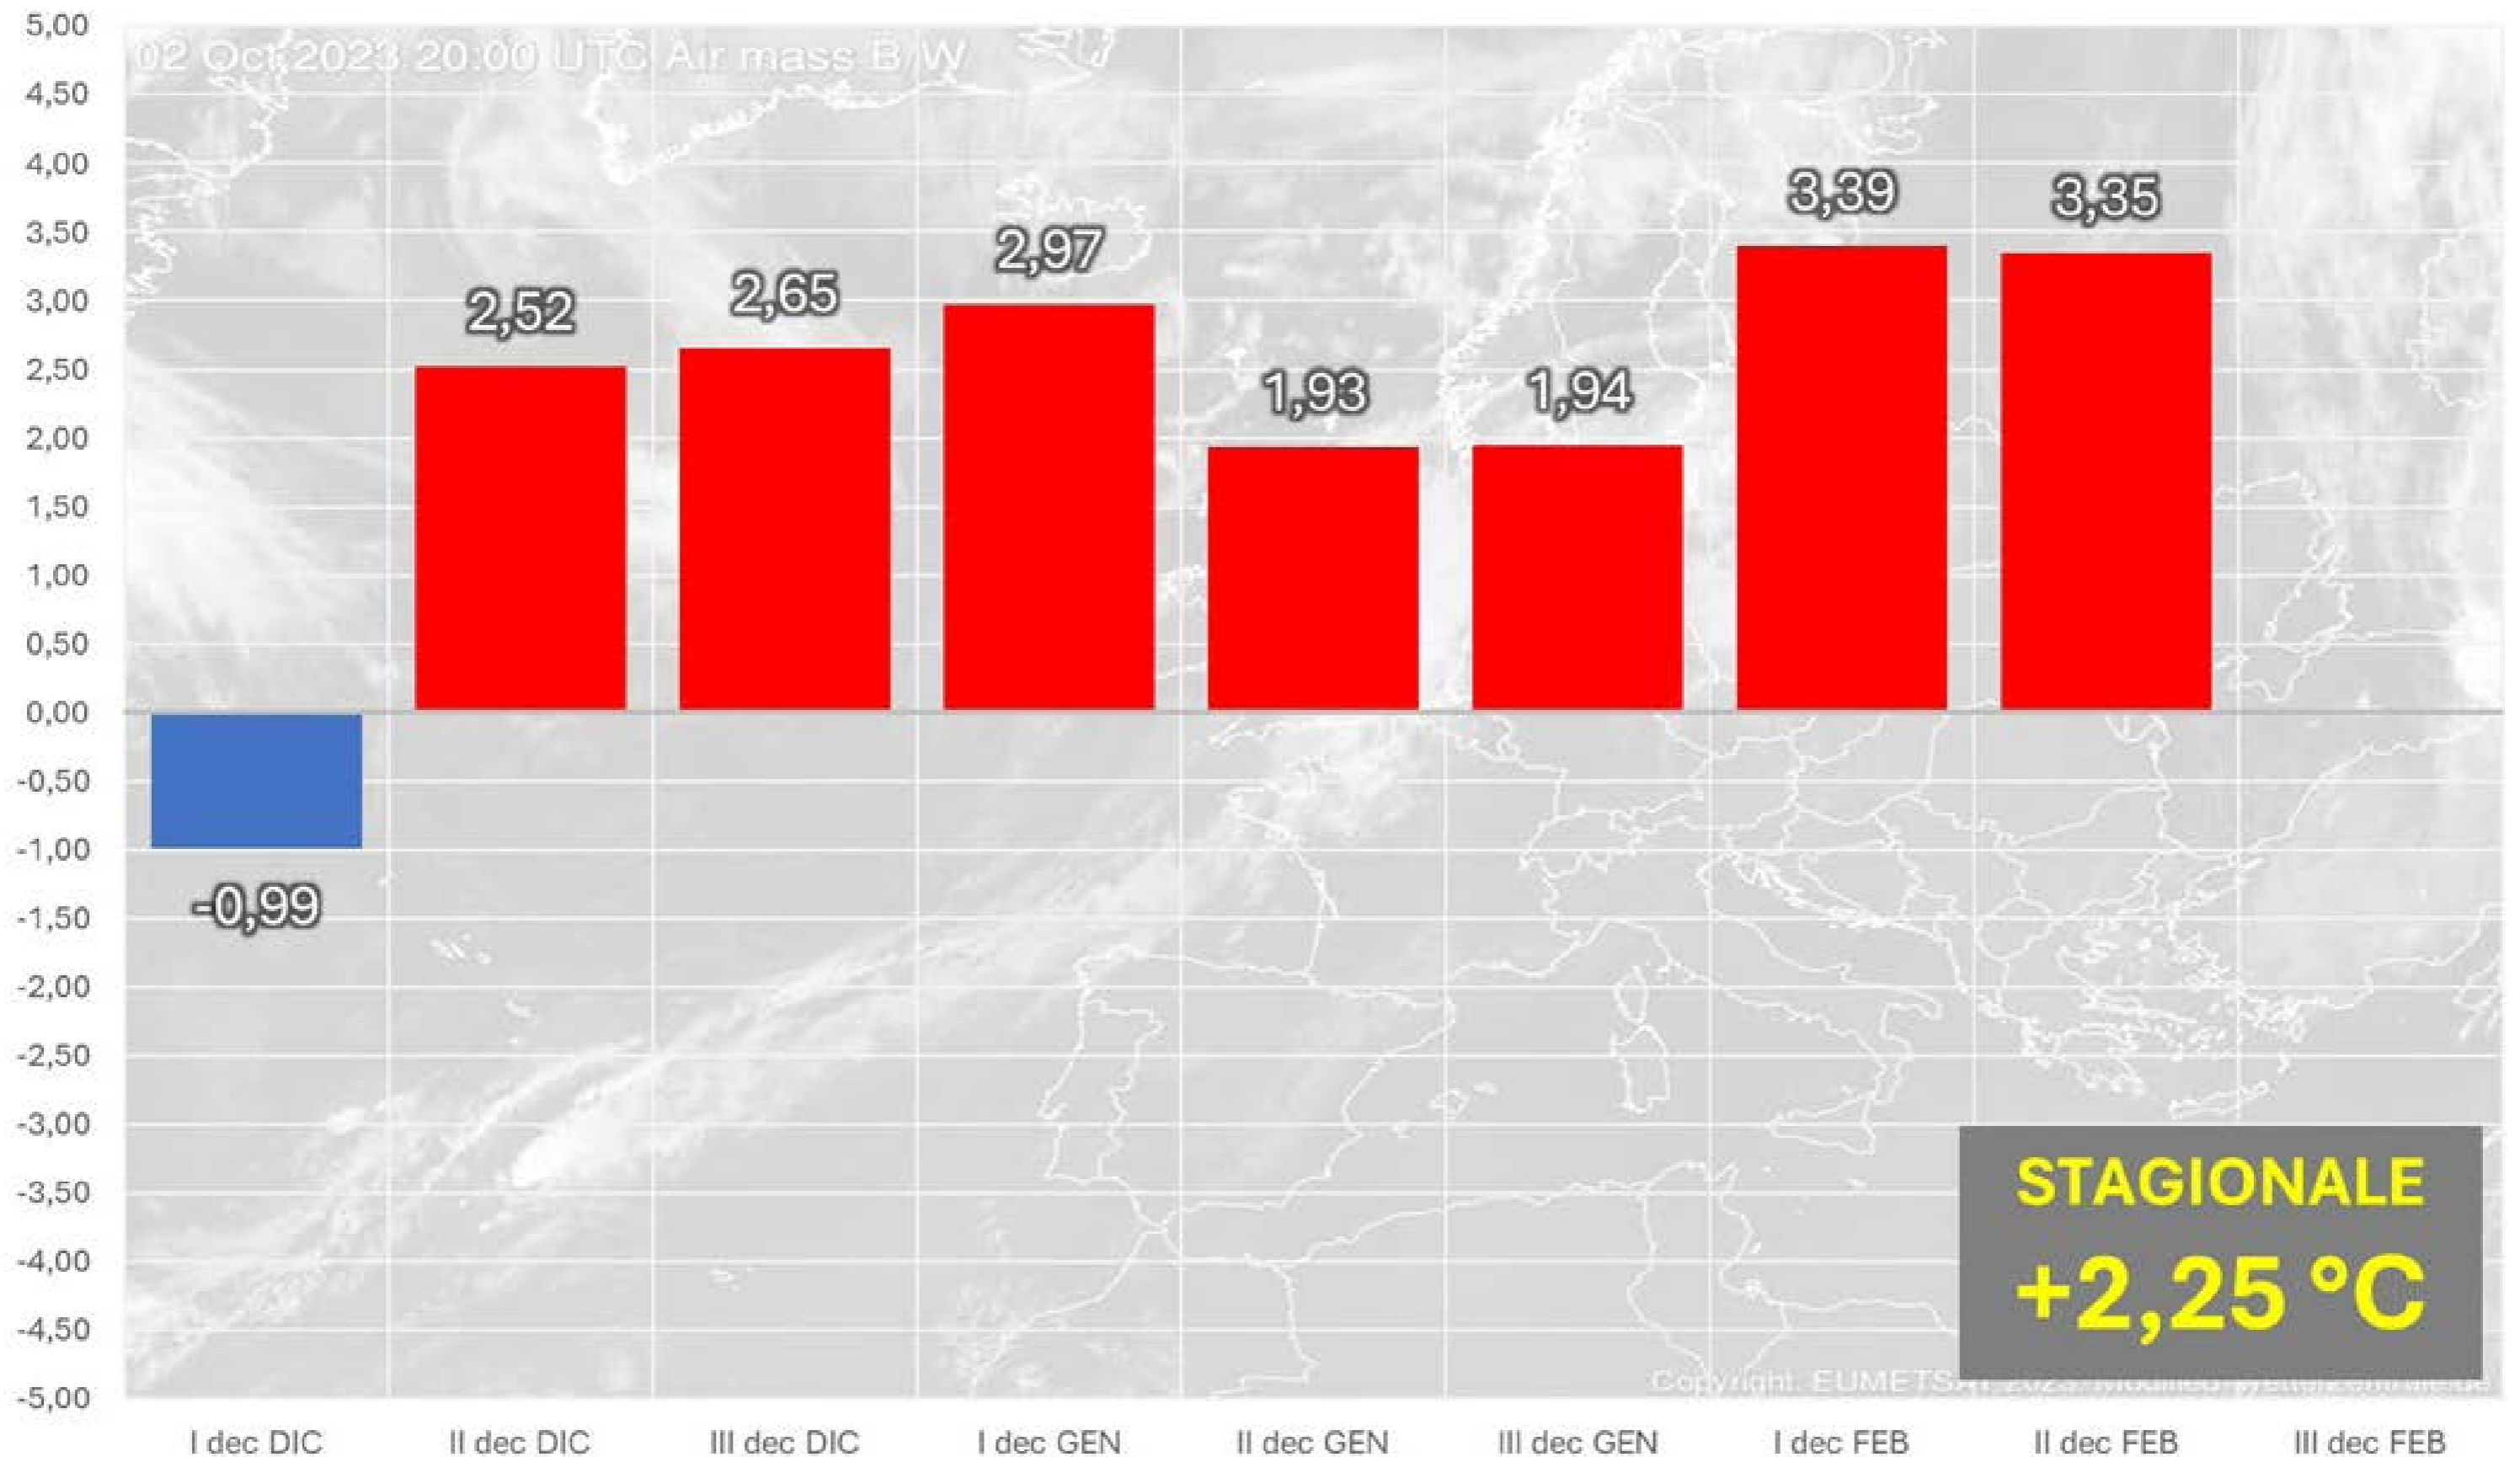 5,00
02 Oct 2023 20:00 UTC Air mass B/W
4,50
4,00
3,50
3,00
2,50
2,00
1,50
1,00
0,50
0,00
-0,50
-1,00
-1,50
-2,00
-2,50
-3,00
-3,50
-4,00
-4,50
-5,00
-0,99
2,52
2,65
2,97
1,93
1,94
3,39
3,35
STAGIONALE
+2,25 °C
Copyright: EUMETSAT 2023.
I dec DIC
II dec DIC
III dec DIC
I dec GEN
II dec GEN
III dec GEN
I dec FEB
II dec FEB
III dec FEB